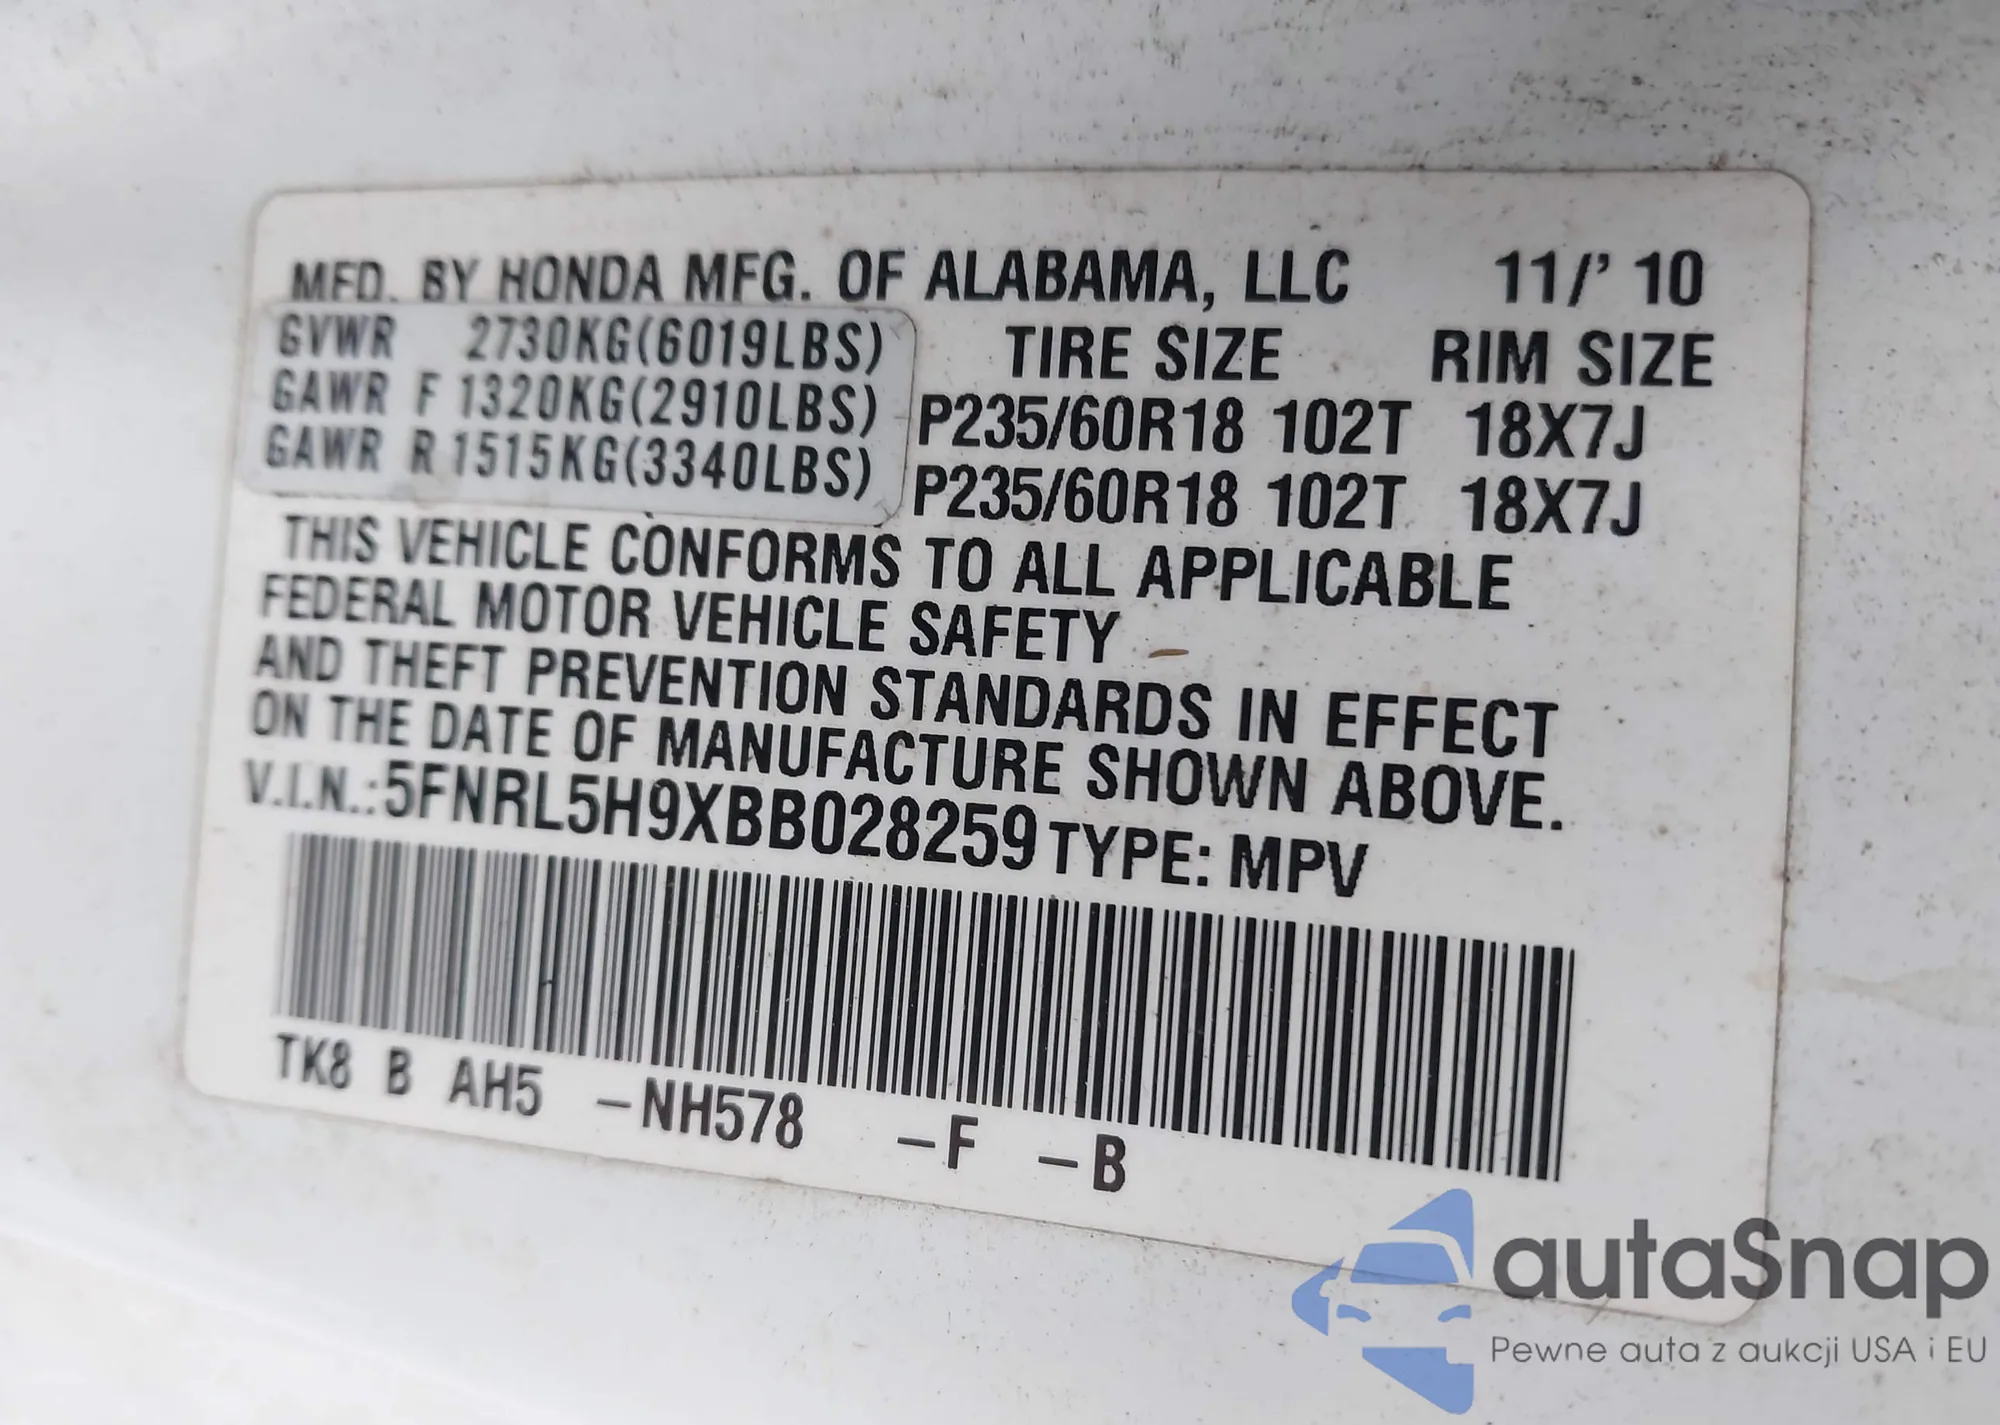 MFD. BY HONDA MFG. OF ALABAMA, LLC 11/' 10
GVWR 2730KG(6019LBS) TIRE SIZE RIM SIZE
GAWR F 1320KG(2910LBS) P235/60R18 102T 18X7J
GAWR R 1515KG(3340LBS) P235/60R18 102T 18X7J
THIS VEHICLE CONFORMS TO ALL APPLICABLE
FEDERAL MOTOR VEHICLE SAFETY
AND THEFT PREVENTION STANDARDS IN EFFECT
ON THE DATE OF MANUFACTURE SHOWN ABOVE.
V.I.N.:5FNRL5H9XBB028259 TYPE: MPV
TK8 B AH5 –NH578 –F –B
autaSnap
Pewne auta z aukcji USA i EU